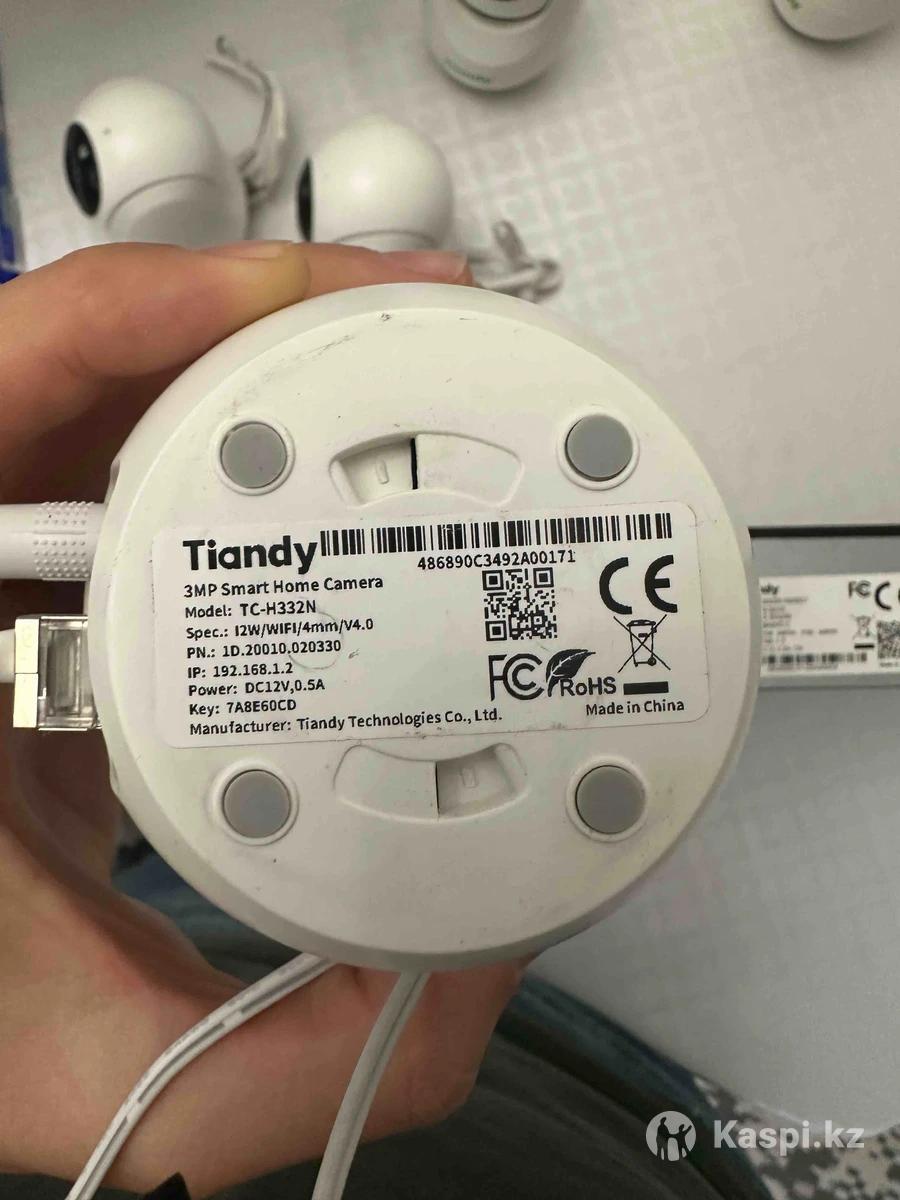 Tiandy
486890C3492A00171
3MP Smart Home Camera
Model: TC-H332N
Spec.: I2W/WIFI/4mm/V4.0
PN.: 1D.20010.020330
IP: 192.168.1.2
Power: DC12V,0.5A
Key: 7A8E60CD
Manufacturer: Tiandy Technologies Co., Ltd.
CE
FC
RoHS
Made in China
FC
Kaspi.kz